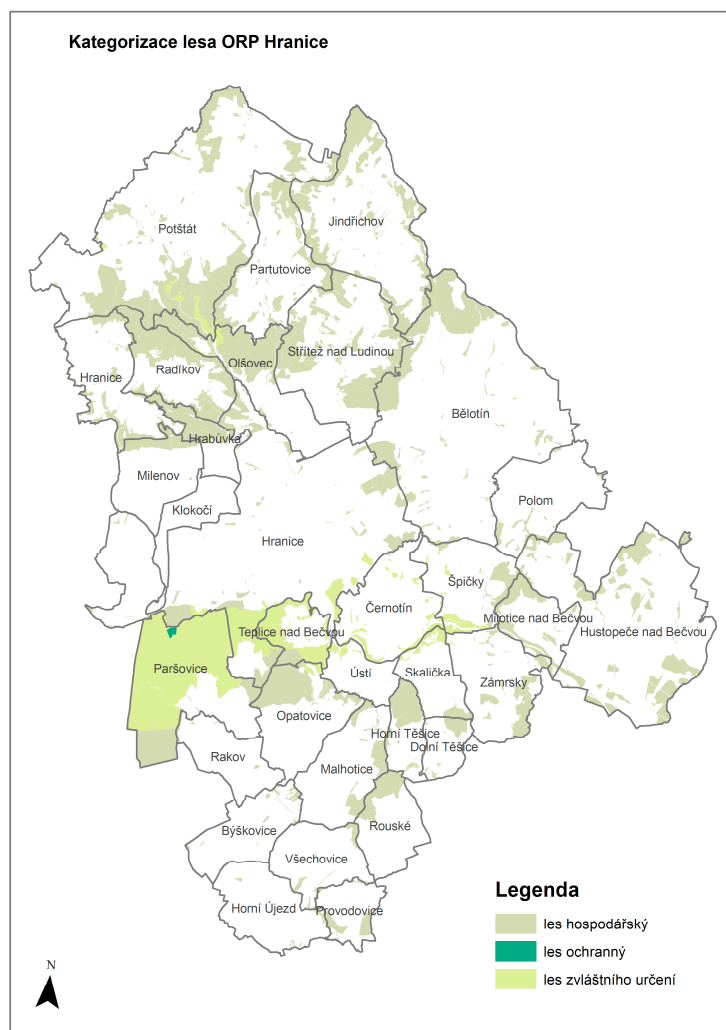 Kategorizace lesa ORP Hranice
Jindřichov
Potštát
Partutovice
Střítež nad Ludinou
Olšovec
Radíkov
Hranice
Bělotín
Hrabůvka
Milenov
Polom
Klokočí
Hranice
Špičky
Černotín
Milotice nad Bečvou
Teplice nad Bečvou
Hustopeče nad Bečvou
Paršovice
Ústí
Skalička
Zámrsky
Opatovice
Horní Těšice
Dolní Těšice
Rakov
Malhotice
Rouské
Býškovice
Všechovice
Horní Újezd
Provodovice
Legenda
les hospodářský
les ochranný
les zvláštního určení
N